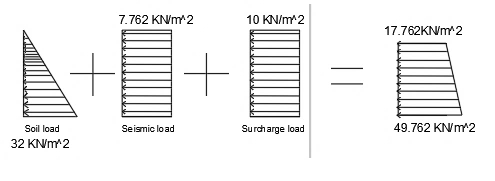 7.762 KN/m^2
10 KN/m^2
17.762KN/m^2
Soil load
Seismic load
Surcharge load
49.762 KN/m^2
32 KN/m^2